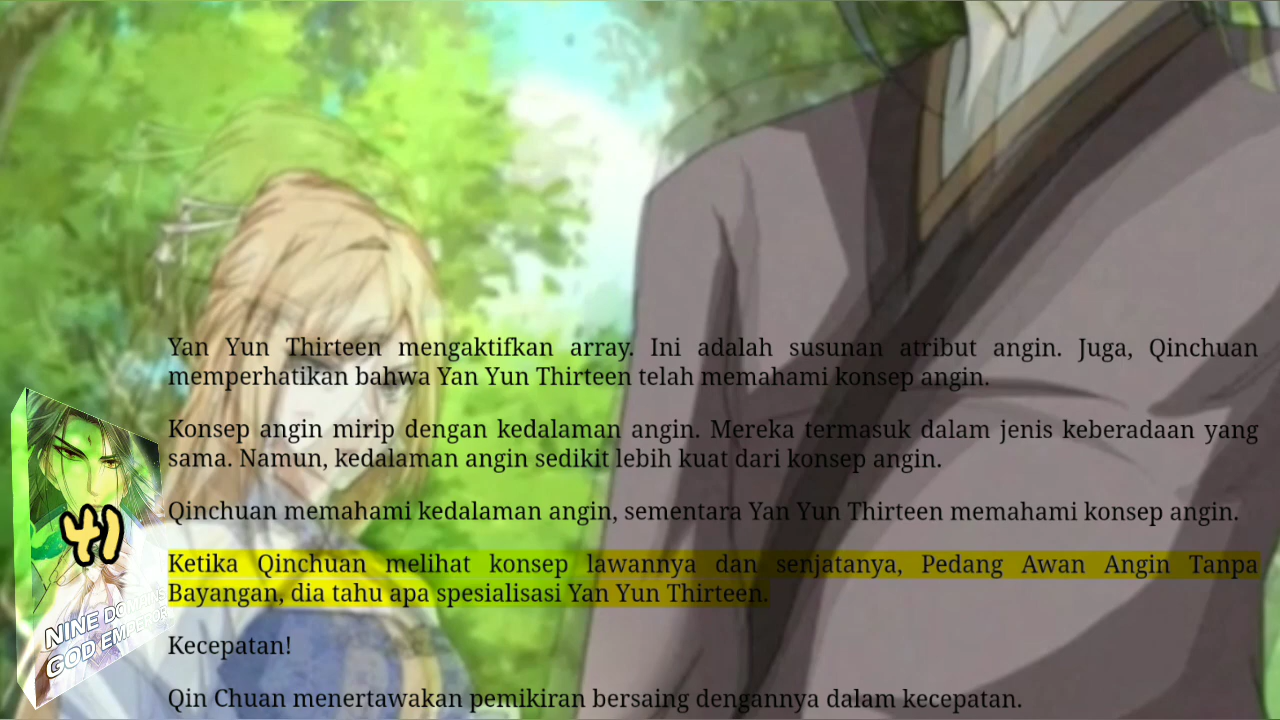 Yan Yun Thirteen mengaktifkan array. Ini adalah susunan atribut angin. Juga, Qinchuan
memperhatikan bahwa Yan Yun Thirteen telah memahami konsep angin.
Konsep angin mirip dengan kedalaman angin. Mereka termasuk dalam jenis keberadaan yang
sama. Namun, kedalaman angin sedikit lebih kuat dari konsep angin.
Qinchuan memahami kedalaman angin, sementara Yan Yun Thirteen memahami konsep angin.
Ketika Qinchuan melihat konsep lawannya dan senjatanya, Pedang Awan Angin Tanpa
Bayangan, dia tahu apa spesialisasi Yan Yun Thirteen.
Kecepatan!
Qin Chuan menertawakan pemikiran bersaing dengannya dalam kecepatan.
41
NINE DOMAINS
GOD EMPEROR